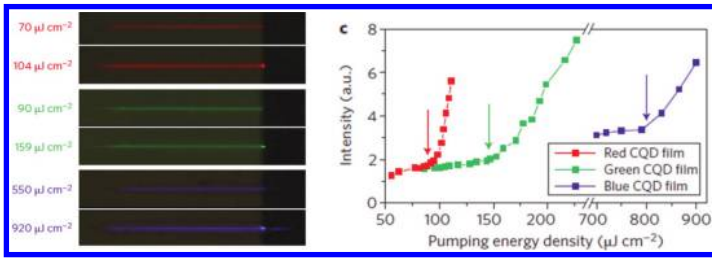 70 μJ cm⁻²
104 μJ cm⁻²
90 μJ cm⁻²
159 μJ cm⁻²
550 μJ cm⁻²
920 μJ cm⁻²
c
8
6
4
2
0
Intensity (a.u.)
50 100 150 200 700 800 900
Pumping energy density (μJ cm⁻²)
Red CQD film
Green CQD film
Blue CQD film